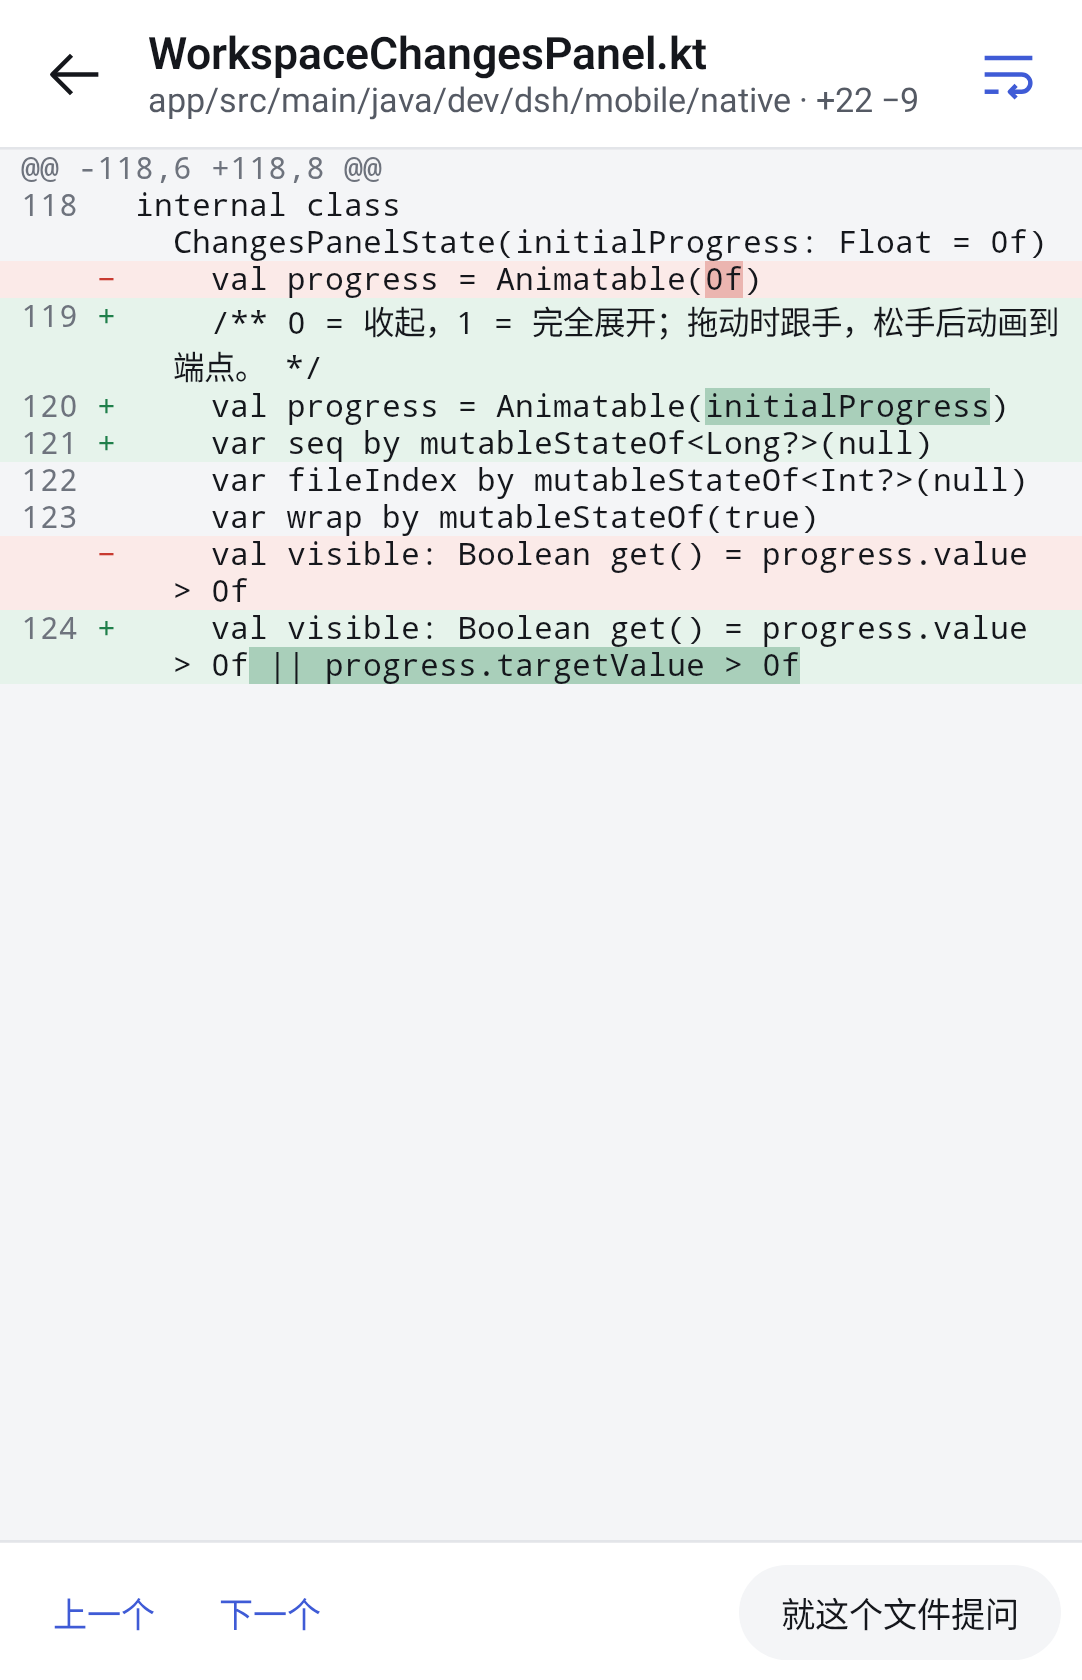 WorkspaceChangesPanel.kt
app/src/main/java/dev/dsh/mobile/native · +22 −9
@@ -118,6 +118,8 @@
118 internal class
ChangesPanelState(initialProgress: Float = 0f)
− val progress = Animatable(0f)
119 + /** 0 = 收起，1 = 完全展开；拖动时跟手，松手后动画到
端点。 */
120 + val progress = Animatable(initialProgress)
121 + var seq by mutableStateOf<Long?>(null)
122 var fileIndex by mutableStateOf<Int?>(null)
123 var wrap by mutableStateOf(true)
− val visible: Boolean get() = progress.value
> 0f
124 + val visible: Boolean get() = progress.value
> 0f || progress.targetValue > 0f
上一个 下一个 就这个文件提问